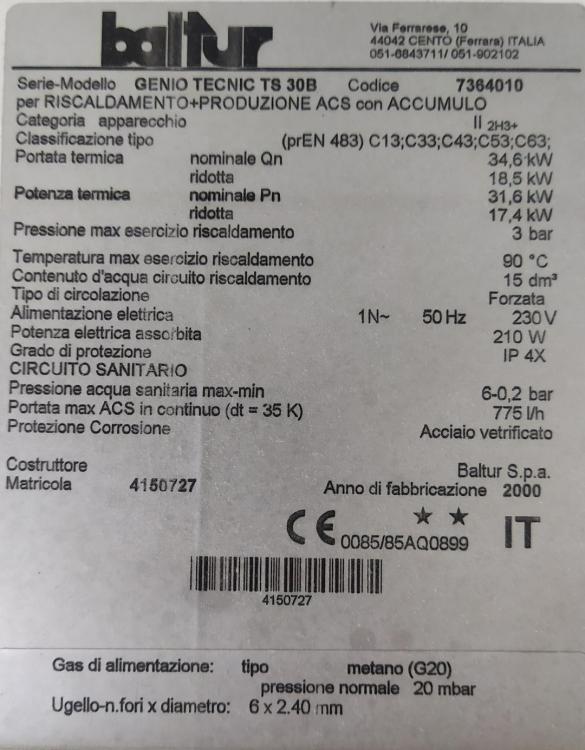 baltur
Via Ferrarese, 10
44042 CENTO (Ferrara) ITALIA
051-6843711/ 051-902102
Serie-Modello GENIO TECNIC TS 30B Codice 7364010
per RISCALDAMENTO+PRODUZIONE ACS con ACCUMULO
Categoria apparecchio II 2H3+
Classificazione tipo (prEN 483) C13;C33;C43;C53;C63;
Portata termica nominale Qn 34,6 kW
ridotta 18,5 kW
Potenza termica nominale Pn 31,6 kW
ridotta 17,4 kW
Pressione max esercizio riscaldamento 3 bar
Temperatura max esercizio riscaldamento 90 °C
Contenuto d'acqua circuito riscaldamento 15 dm³
Tipo di circolazione Forzata
Alimentazione elettrica 1N~ 50 Hz 230 V
Potenza elettrica assorbita 210 W
Grado di protezione IP 4X
CIRCUITO SANITARIO
Pressione acqua sanitaria max-min 6-0,2 bar
Portata max ACS in continuo (dt = 35 K) 775 l/h
Protezione Corrosione Acciaio vetrificato
Costruttore Baltur S.p.a.
Matricola 4150727 Anno di fabbricazione 2000
CE 0085/85AQ0899 ★ ★ IT
4150727
Gas di alimentazione: tipo metano (G20)
pressione normale 20 mbar
Ugello-n.fori x diametro: 6 x 2.40 mm